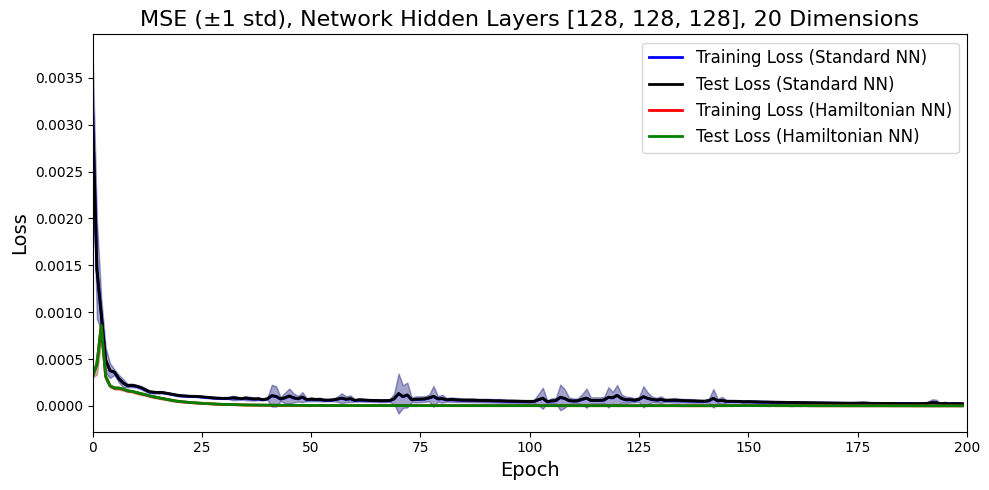 MSE (±1 std), Network Hidden Layers [128, 128, 128], 20 Dimensions
Training Loss (Standard NN)
Test Loss (Standard NN)
Training Loss (Hamiltonian NN)
Test Loss (Hamiltonian NN)
Loss
0.0035
0.0030
0.0025
0.0020
0.0015
0.0010
0.0005
0.0000
0 25 50 75 100 125 150 175 200
Epoch